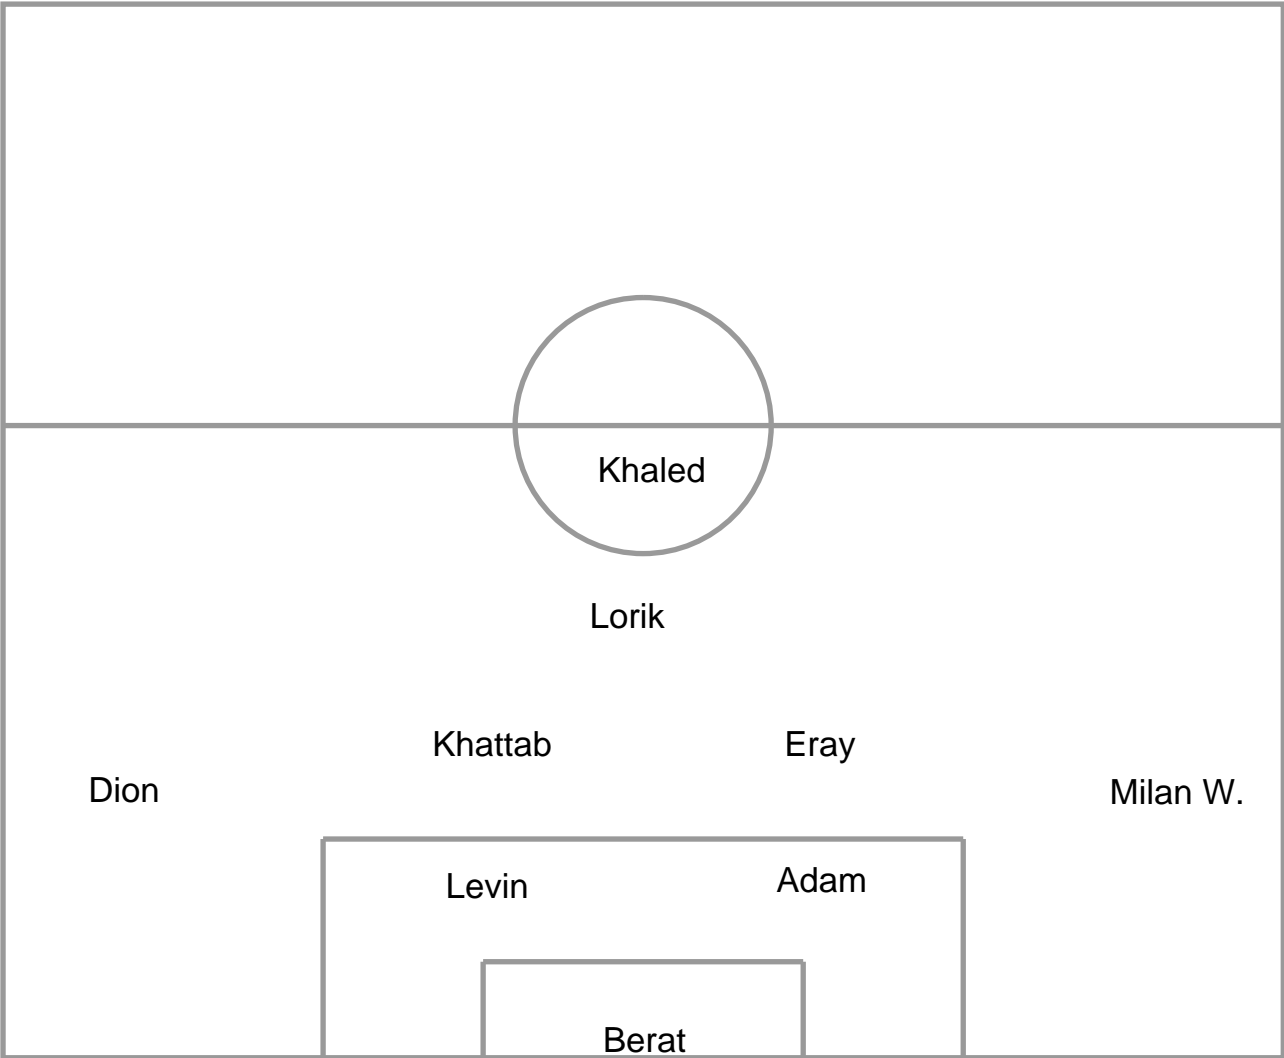 Khaled
Lorik
Khattab
Eray
Dion
Milan W.
Levin
Adam
Berat